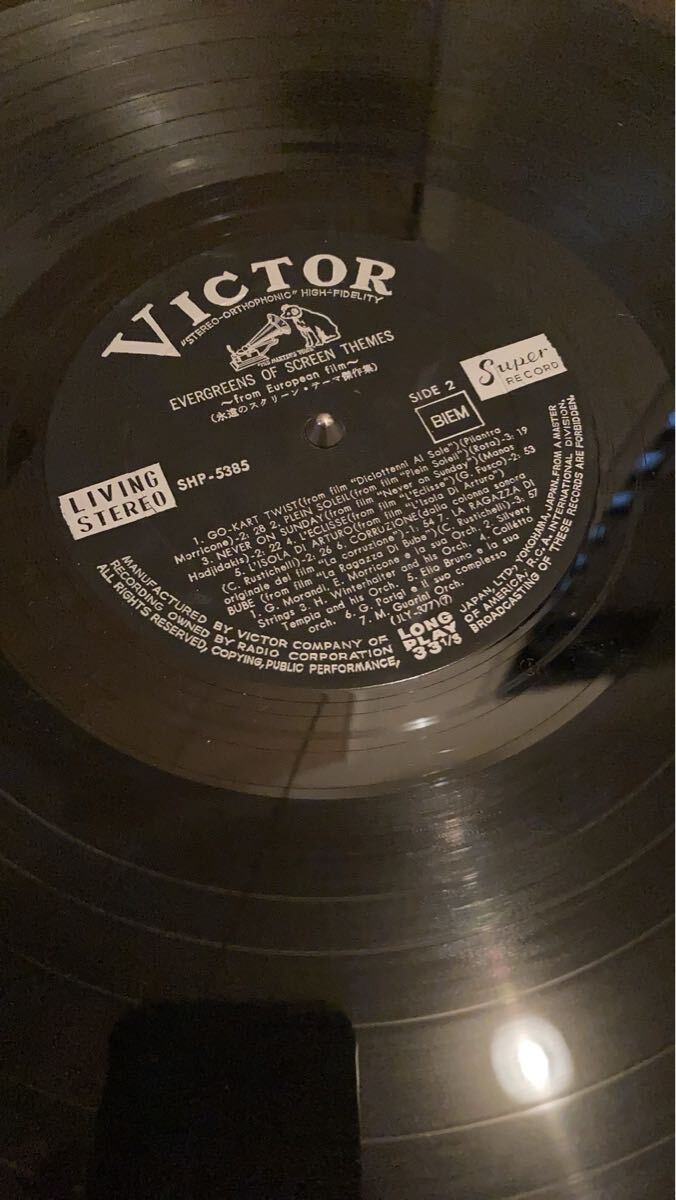 VICTOR
"STEREO-ORTHOPHONIC" HIGH-FIDELITY
"HIS MASTER'S VOICE"
EVERGREENS OF SCREEN THEMES
～from European film～
(永遠のスクリーン・テーマ傑作集)
SIDE 2
Super
RECORD
BIEM
LIVING
STEREO
SHP-5385
1. GO-KART TWIST(from film "Diciottenni Al Sole")(Pilantra
Morricone)-2:28 2. PLEIN SOLEIL(from film "Plein Soleil")(Rota)-3:19
3. NEVER ON SUNDAY(from film "Never on Sunday")(Manos
Hadjidakis)-2:22 4. L'ECLISSE(from film "L'Eclisse")(G. Fusco)-2:53
5. L'ISOLA DI ARTURO(from film "L'Isola Di Arturo")
(C. Rustichelli)-2:26 6. CORRUZIONE(dalla colonna sonora
originale del film "La Corruzione")-1:54 7. LA RAGAZZA DI
BUBE (from film "La Ragazza Di Bube")(C. Rustichelli)-3:57
1. G. Morandi, E. Morricone e la sua Orch. 2. Silvery
Strings 3. H. Winterhalter and his Orch. 4. Colietto
Tempia and his Orch. 5. Elio Bruno e la sua
orch. 6. G. Parigi e il suo complesso
7. M. Guarini Orch.
(JLY-3771)⑦
LONG
PLAY
33 1/3
MANUFACTURED BY VICTOR COMPANY OF JAPAN, LTD., YOKOHAMA, JAPAN. FROM A MASTER
RECORDING OWNED BY RADIO CORPORATION OF AMERICA, R.C.A. INTERNATIONAL DIVISION.
ALL RIGHTS RESERVED, COPYING, PUBLIC PERFORMANCE, BROADCASTING OF THESE RECORDS ARE FORBIDDEN.